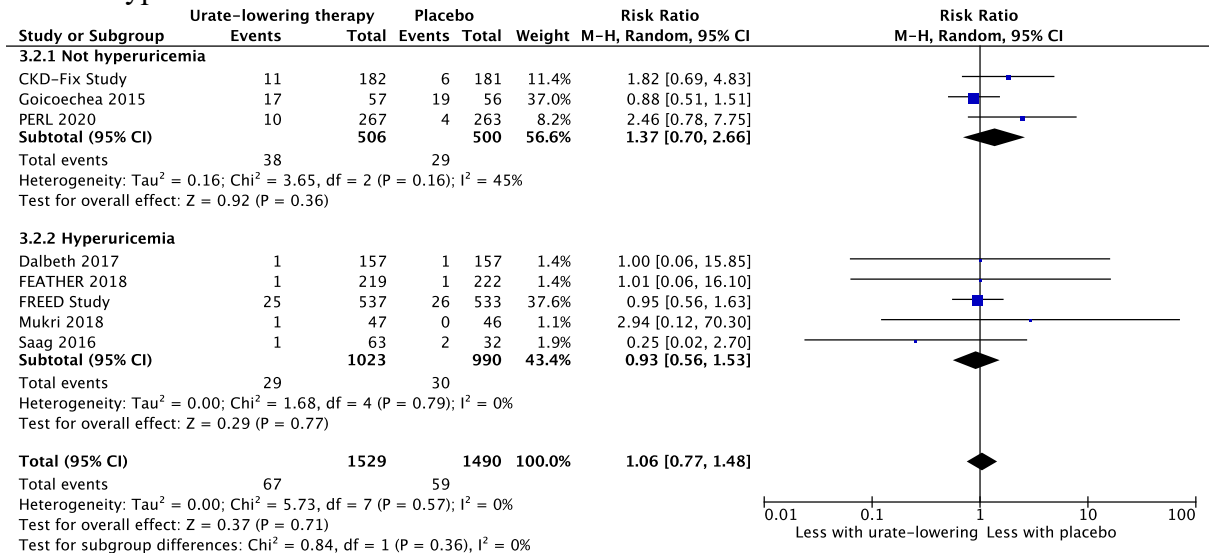 Urate-lowering therapy Placebo Risk Ratio Risk Ratio
Study or Subgroup Events Total Events Total Weight M-H, Random, 95% CI M-H, Random, 95% CI
3.2.1 Not hyperuricemia
CKD-Fix Study 11 182 6 181 11.4% 1.82 [0.69, 4.83]
Goicoechea 2015 17 57 19 56 37.0% 0.88 [0.51, 1.51]
PERL 2020 10 267 4 263 8.2% 2.46 [0.78, 7.75]
Subtotal (95% CI) 506 500 56.6% 1.37 [0.70, 2.66]
Total events 38 29
Heterogeneity: Tau² = 0.16; Chi² = 3.65, df = 2 (P = 0.16); I² = 45%
Test for overall effect: Z = 0.92 (P = 0.36)
3.2.2 Hyperuricemia
Dalbeth 2017 1 157 1 157 1.4% 1.00 [0.06, 15.85]
FEATHER 2018 1 219 1 222 1.4% 1.01 [0.06, 16.10]
FREED Study 25 537 26 533 37.6% 0.95 [0.56, 1.63]
Mukri 2018 1 47 0 46 1.1% 2.94 [0.12, 70.30]
Saag 2016 1 63 2 32 1.9% 0.25 [0.02, 2.70]
Subtotal (95% CI) 1023 990 43.4% 0.93 [0.56, 1.53]
Total events 29 30
Heterogeneity: Tau² = 0.00; Chi² = 1.68, df = 4 (P = 0.79); I² = 0%
Test for overall effect: Z = 0.29 (P = 0.77)
Total (95% CI) 1529 1490 100.0% 1.06 [0.77, 1.48]
Total events 67 59
Heterogeneity: Tau² = 0.00; Chi² = 5.73, df = 7 (P = 0.57); I² = 0%
Test for overall effect: Z = 0.37 (P = 0.71)
Test for subgroup differences: Chi² = 0.84, df = 1 (P = 0.36), I² = 0%
0.01 0.1 1 10 100
Less with urate-lowering Less with placebo